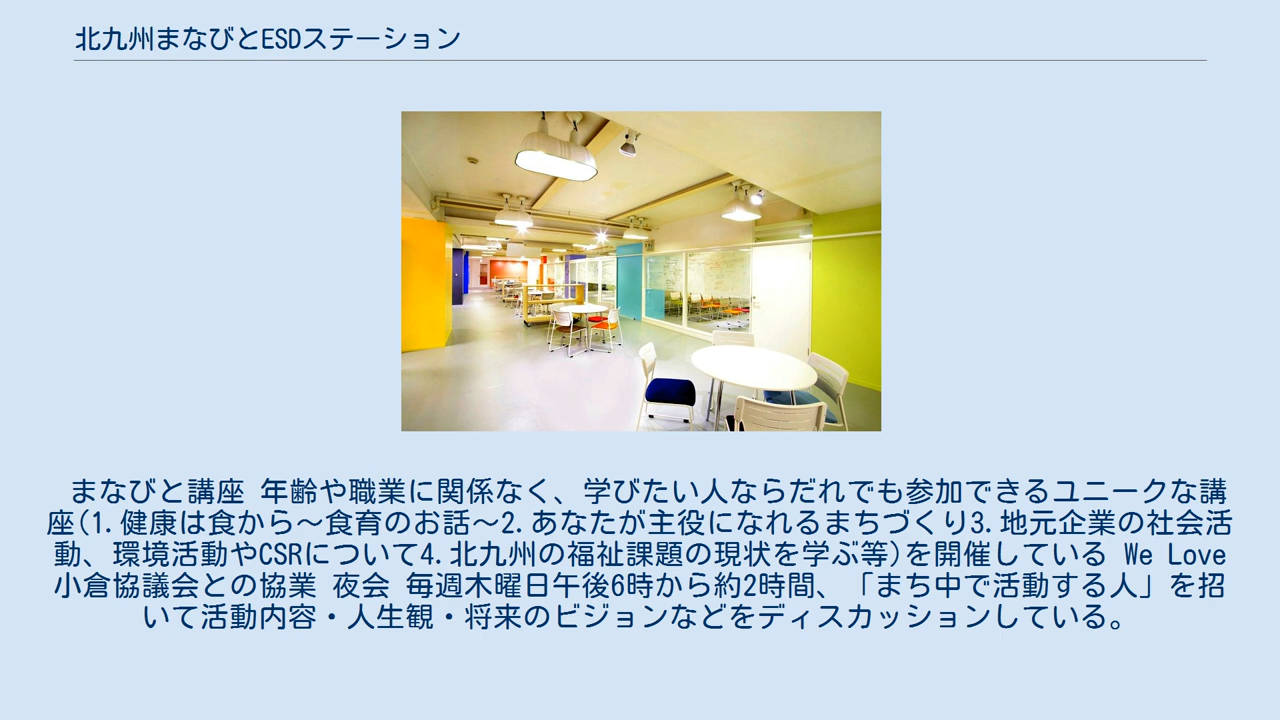 北九州まなびとESDステーション
まなびと講座 年齢や職業に関係なく、学びたい人ならだれでも参加できるユニークな講
座(1.健康は食から～食育のお話～2.あなたが主役になれるまちづくり3.地元企業の社会活
動、環境活動やCSRについて4.北九州の福祉課題の現状を学ぶ等)を開催している We Love
小倉協議会との協業 夜会 毎週木曜日午後6時から約2時間、「まち中で活動する人」を招
いて活動内容・人生観・将来のビジョンなどをディスカッションしている。